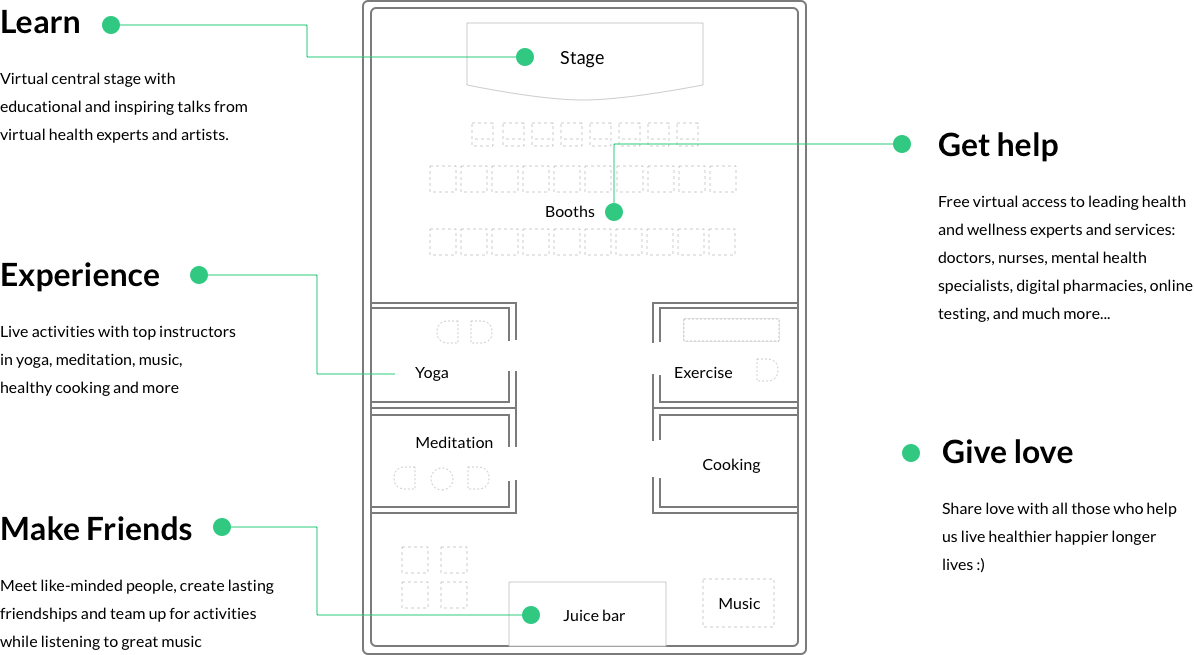 Learn
Virtual central stage with
educational and inspiring talks from
virtual health experts and artists.
Experience
Live activities with top instructors
in yoga, meditation, music,
healthy cooking and more
Make Friends
Meet like-minded people, create lasting
friendships and team up for activities
while listening to great music
Stage
Booths
Yoga
Exercise
Meditation
Cooking
Juice bar
Music
Get help
Free virtual access to leading health
and wellness experts and services:
doctors, nurses, mental health
specialists, digital pharmacies, online
testing, and much more...
Give love
Share love with all those who help
us live healthier happier longer
lives :)